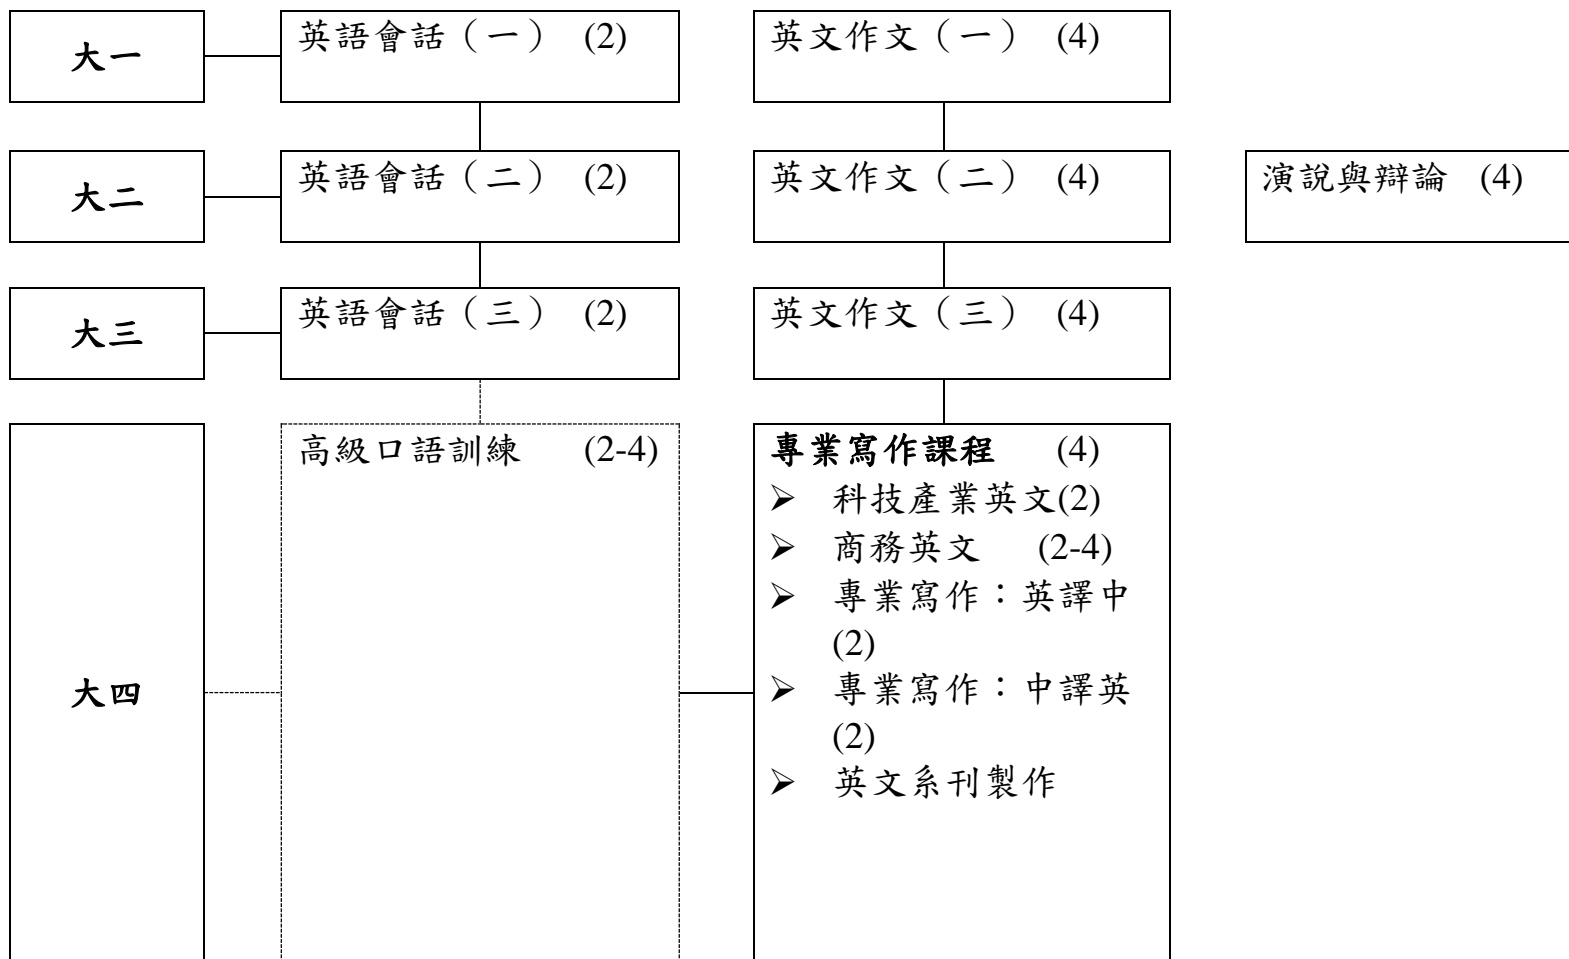 大一
英語會話（一） (2)
英文作文（一） (4)
大二
英語會話（二） (2)
英文作文（二） (4)
演說與辯論 (4)
大三
英語會話（三） (2)
英文作文（三） (4)
大四
高級口語訓練 (2-4)
專業寫作課程 (4)
➢ 科技產業英文(2)
➢ 商務英文 (2-4)
➢ 專業寫作：英譯中
(2)
➢ 專業寫作：中譯英
(2)
➢ 英文系刊製作